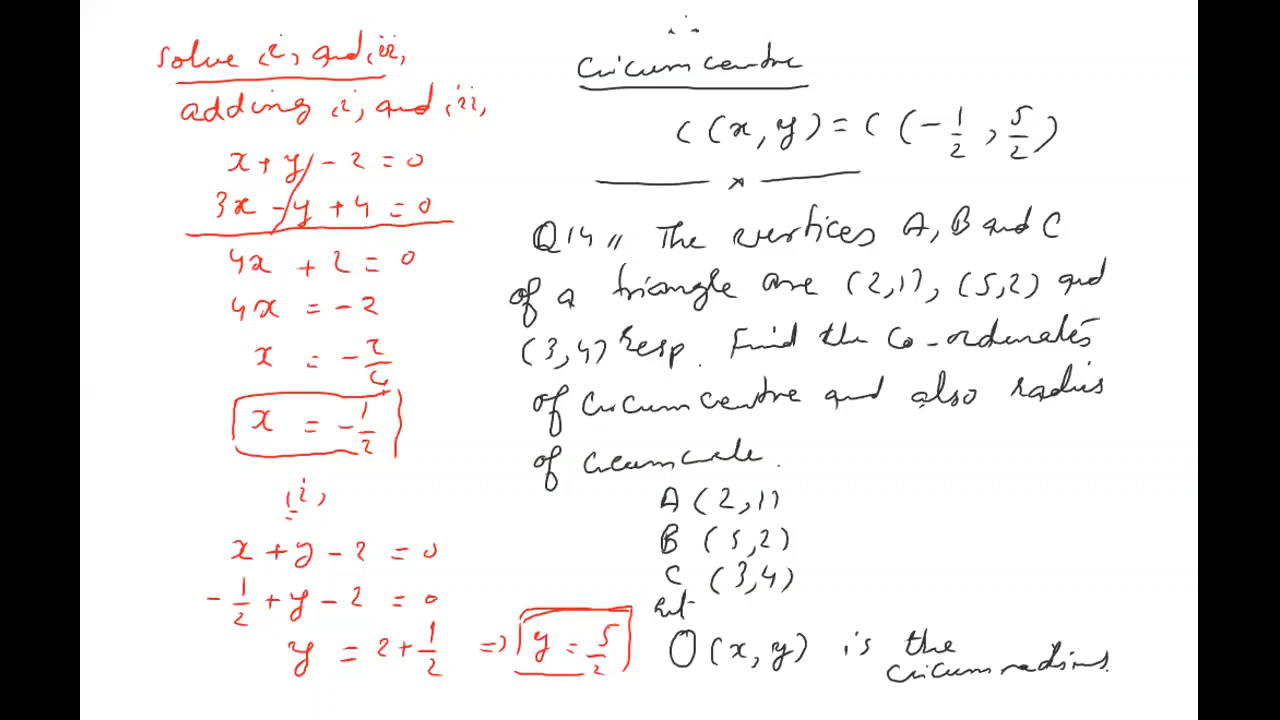 solve (i) and (ii)
adding (i) and (ii)
x + y - 2 = 0
3x - y + 4 = 0
4x + 2 = 0
4x = -2
x = -2/4
x = -1/2
(i)
x + y - 2 = 0
-1/2 + y - 2 = 0
y = 2 + 1/2 => y = 5/2
∴
Circumcentre
C (x, y) = C (-1/2, 5/2)
x
Q14 ,, The vertices A, B and C
of a triangle are (2,1), (5,2) and
(3,4) resp. Find the co-ordinates
of circumcentre and also radius
of circumcircle.
A (2,1)
B (5,2)
C (3,4)
Let
O (x, y) is the
circumradius.